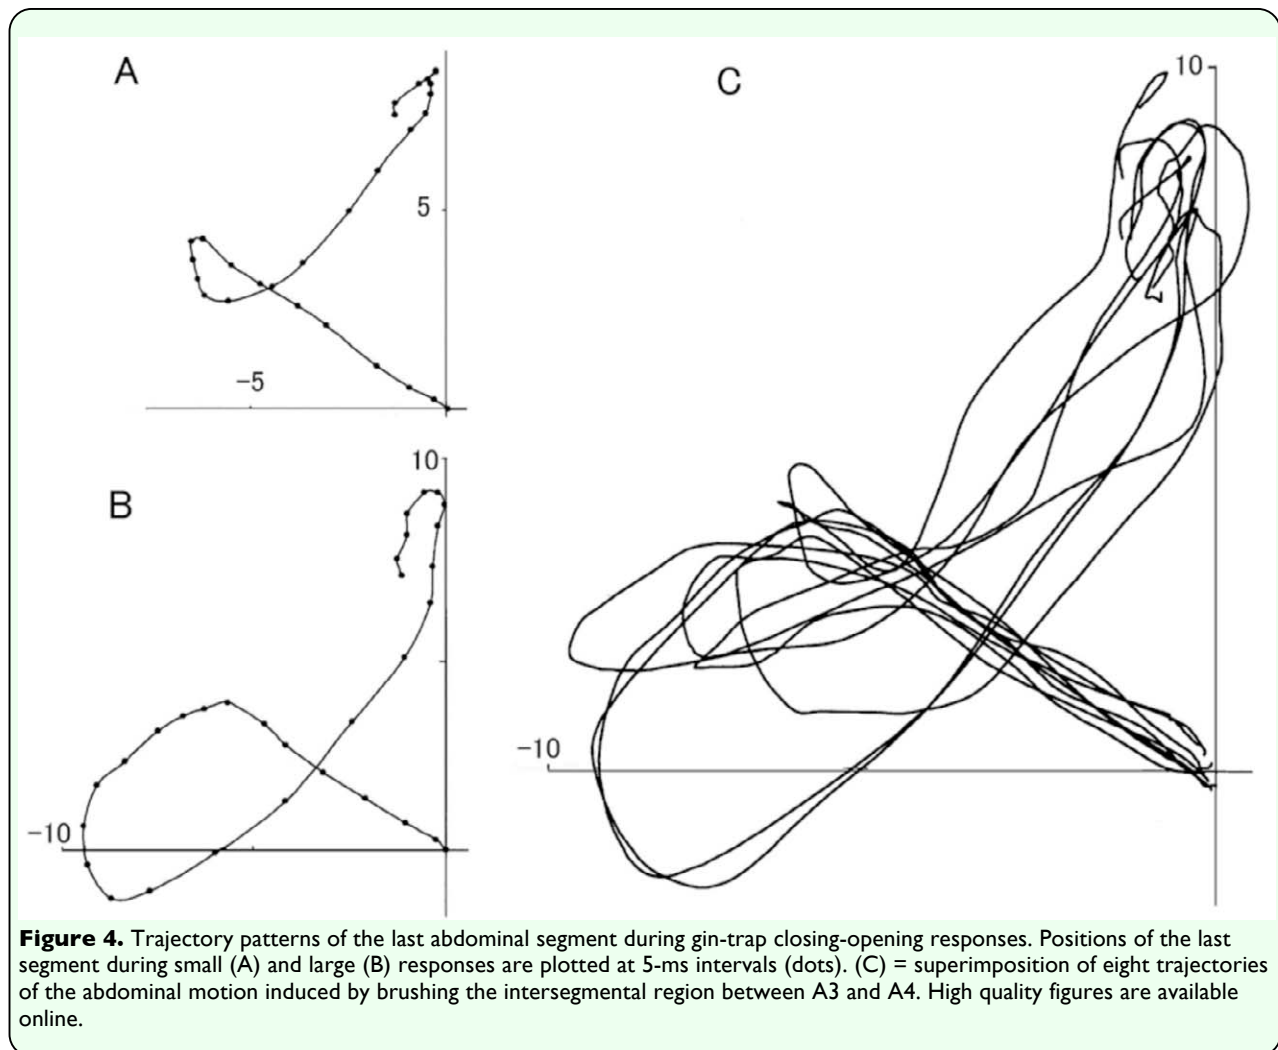 A
5
-5
B
10
-10
C
10
-10
Figure 4. Trajectory patterns of the last abdominal segment during gin-trap closing-opening responses. Positions of the last
segment during small (A) and large (B) responses are plotted at 5-ms intervals (dots). (C) = superimposition of eight trajectories
of the abdominal motion induced by brushing the intersegmental region between A3 and A4. High quality figures are available
online.